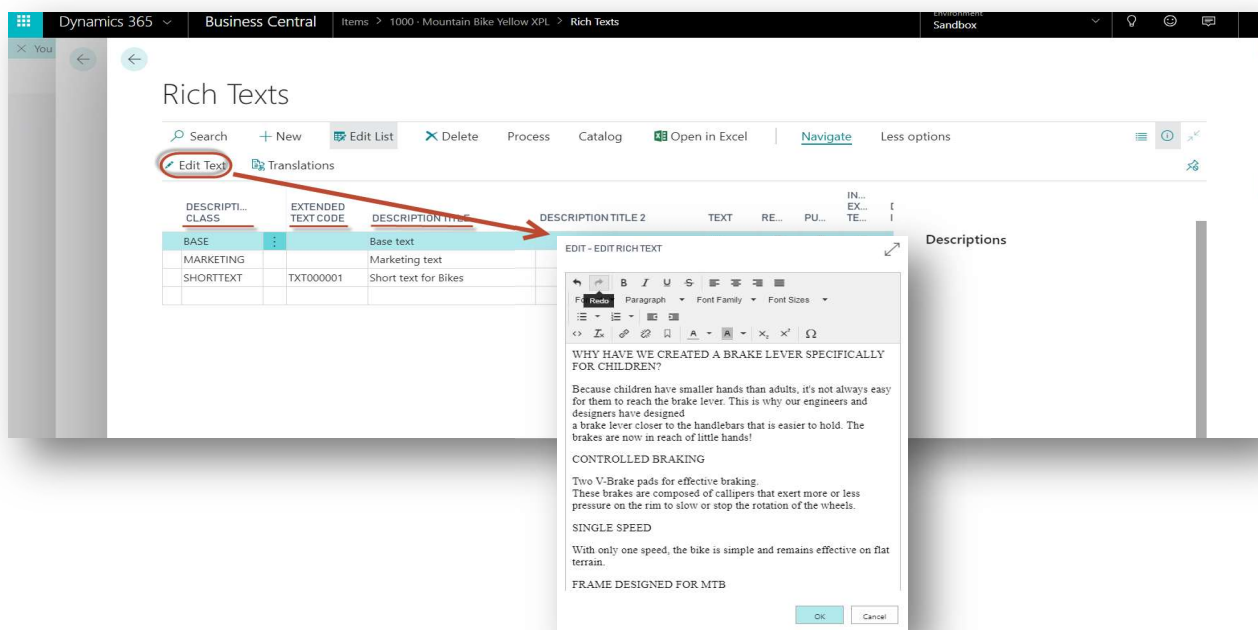 Dynamics 365 Business Central Items > 1000 · Mountain Bike Yellow XPL > Rich Texts Environment
Sandbox
You
Rich Texts
Search New Edit List Delete Process Catalog Open in Excel Navigate Less options
Edit Text Translations
DESCRIPTI... CLASS EXTENDED TEXT CODE DESCRIPTION TITLE DESCRIPTION TITLE 2 TEXT RE... PU... IN... EX... TE...
BASE Base text
MARKETING Marketing text
SHORTTEXT TXT000001 Short text for Bikes
Descriptions
EDIT - EDIT RICH TEXT
B I U S
Redo Paragraph Font Family Font Sizes
A A X₂ X² Ω
WHY HAVE WE CREATED A BRAKE LEVER SPECIFICALLY
FOR CHILDREN?
Because children have smaller hands than adults, it's not always easy
for them to reach the brake lever. This is why our engineers and
designers have designed
a brake lever closer to the handlebars that is easier to hold. The
brakes are now in reach of little hands!
CONTROLLED BRAKING
Two V-Brake pads for effective braking.
These brakes are composed of callipers that exert more or less
pressure on the rim to slow or stop the rotation of the wheels.
SINGLE SPEED
With only one speed, the bike is simple and remains effective on flat
terrain.
FRAME DESIGNED FOR MTB
OK Cancel